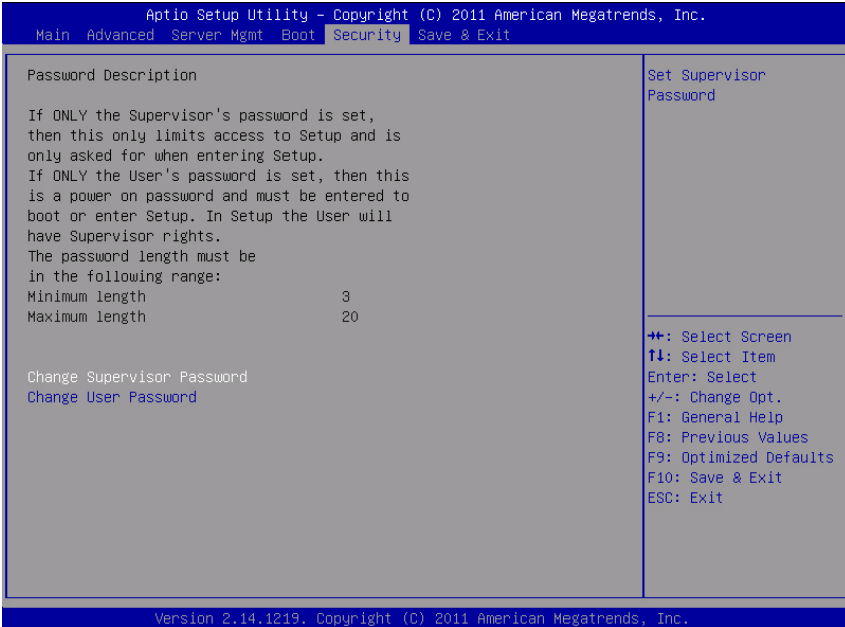 Aptio Setup Utility – Copyright (C) 2011 American Megatrends, Inc.
Main Advanced Server Mgmt Boot Security Save & Exit
Password Description
If ONLY the Supervisor's password is set,
then this only limits access to Setup and is
only asked for when entering Setup.
If ONLY the User's password is set, then this
is a power on password and must be entered to
boot or enter Setup. In Setup the User will
have Supervisor rights.
The password length must be
in the following range:
Minimum length 3
Maximum length 20
Change Supervisor Password
Change User Password
Set Supervisor
Password
→←: Select Screen
↑↓: Select Item
Enter: Select
+/-: Change Opt.
F1: General Help
F8: Previous Values
F9: Optimized Defaults
F10: Save & Exit
ESC: Exit
Version 2.14.1219. Copyright (C) 2011 American Megatrends, Inc.